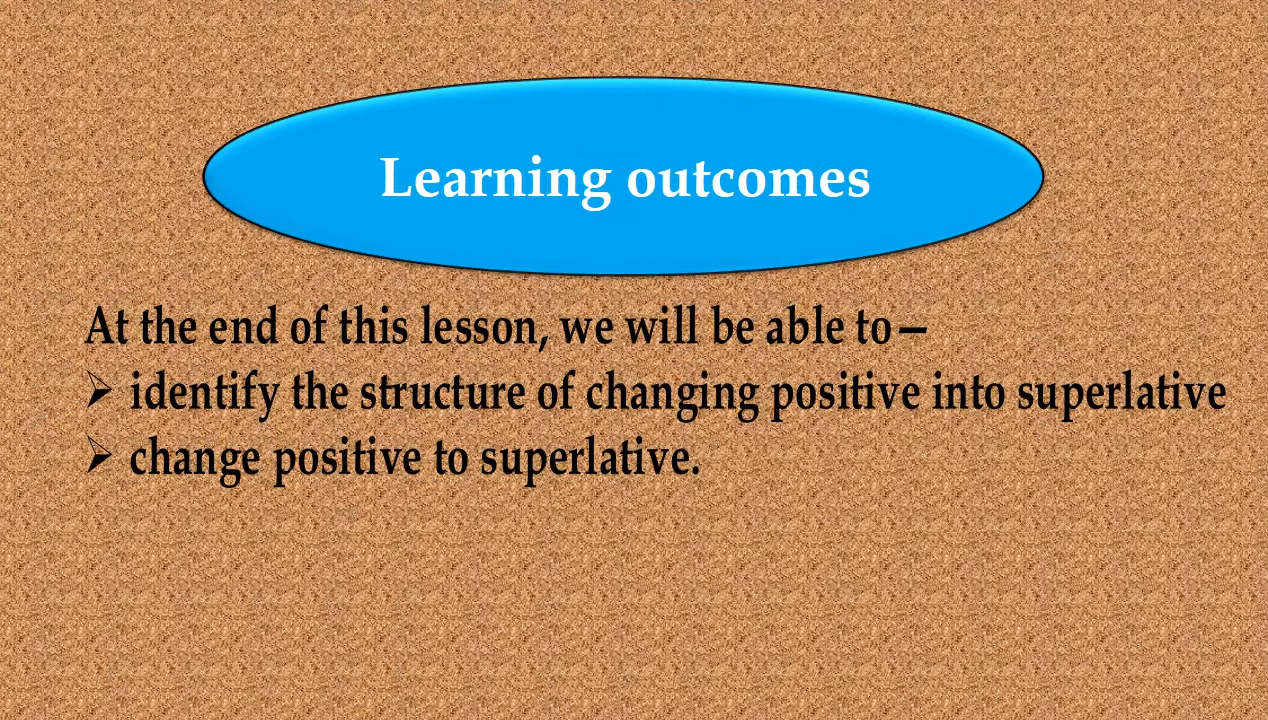 Learning outcomes
At the end of this lesson, we will be able to—
➢ identify the structure of changing positive into superlative
➢ change positive to superlative.